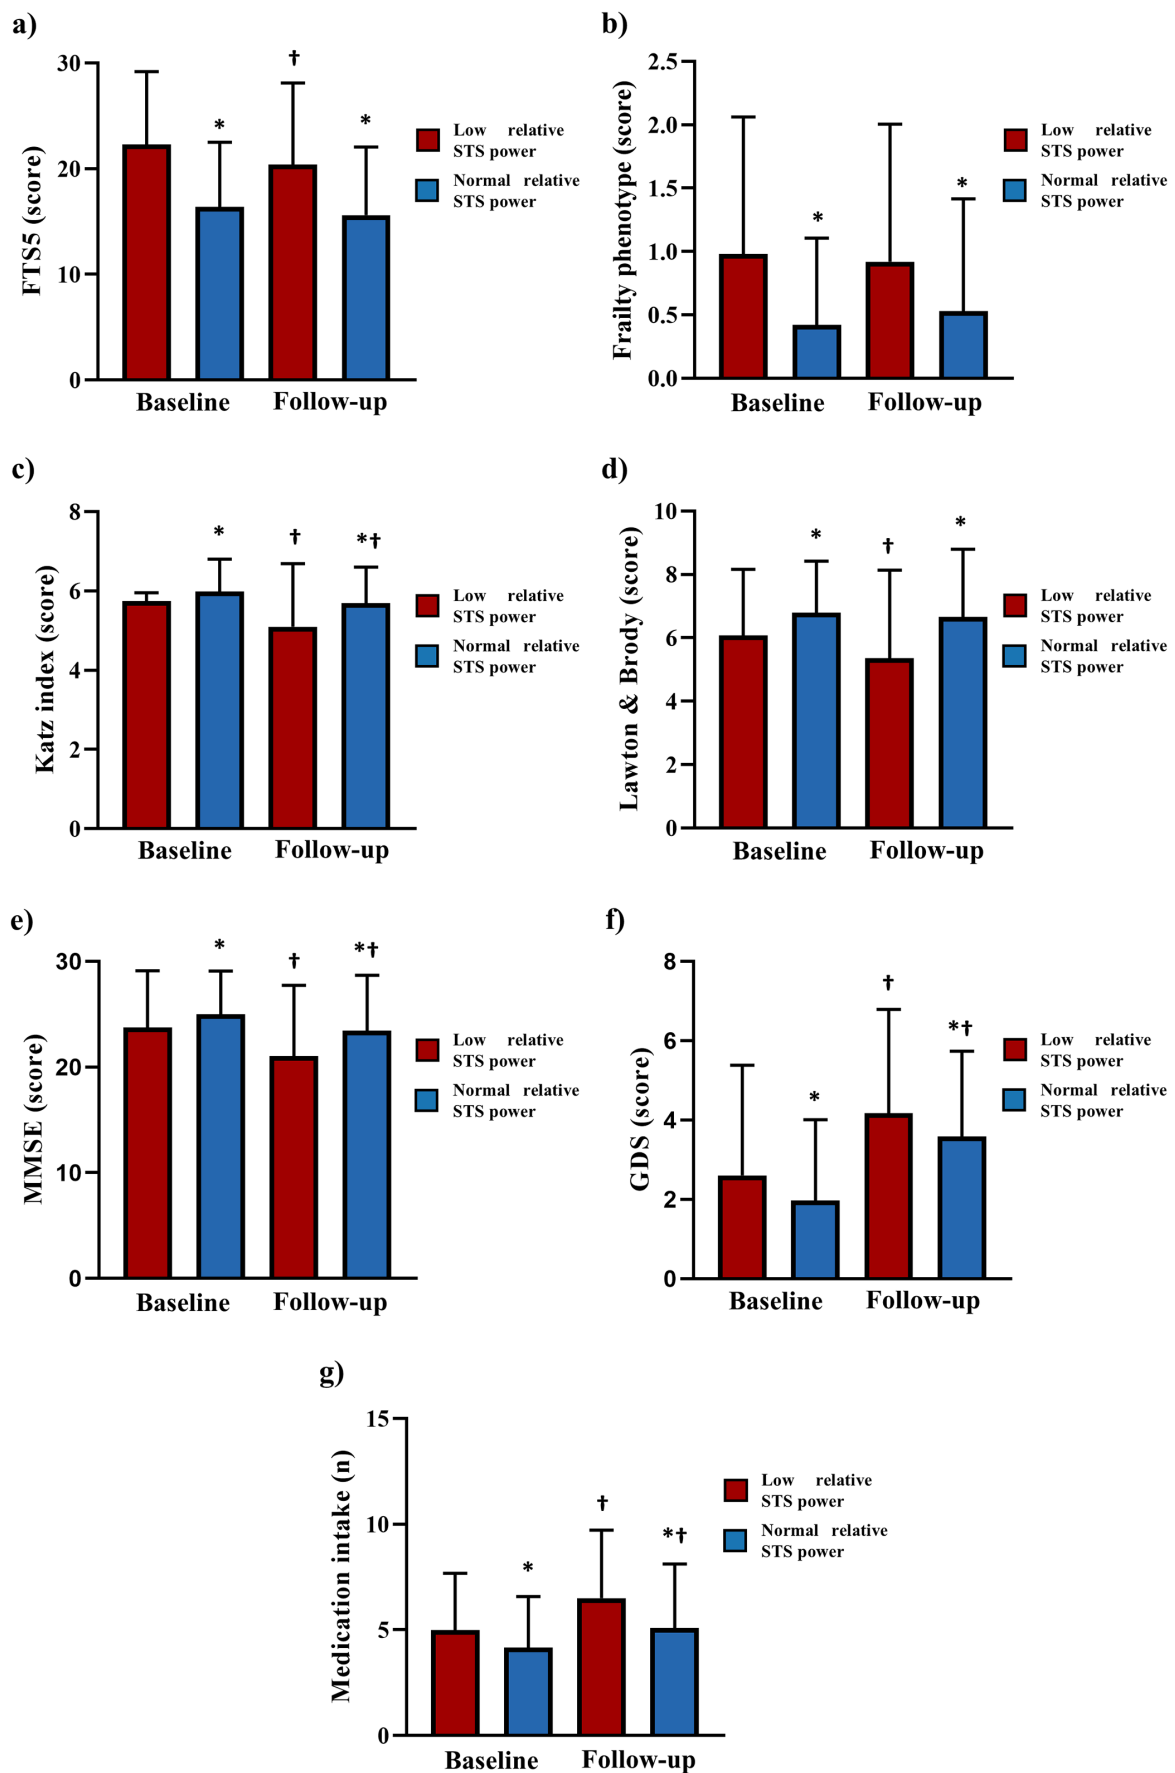 a)
FTS5 (score)
30
20
10
0
†
*
*
Baseline
Follow-up
Low relative
STS power
Normal relative
STS power
b)
Frailty phenotype (score)
2.5
2.0
1.5
1.0
0.5
0.0
*
*
Baseline
Follow-up
Low relative
STS power
Normal relative
STS power
c)
Katz index (score)
8
6
4
2
0
*
†
*†
Baseline
Follow-up
Low relative
STS power
Normal relative
STS power
d)
Lawton & Brody (score)
10
8
6
4
2
0
*
†
*
Baseline
Follow-up
Low relative
STS power
Normal relative
STS power
e)
MMSE (score)
30
20
10
0
*
†
*†
Baseline
Follow-up
Low relative
STS power
Normal relative
STS power
f)
GDS (score)
8
6
4
2
0
*
†
*†
Baseline
Follow-up
Low relative
STS power
Normal relative
STS power
g)
Medication intake (n)
15
10
5
0
*
†
*†
Baseline
Follow-up
Low relative
STS power
Normal relative
STS power